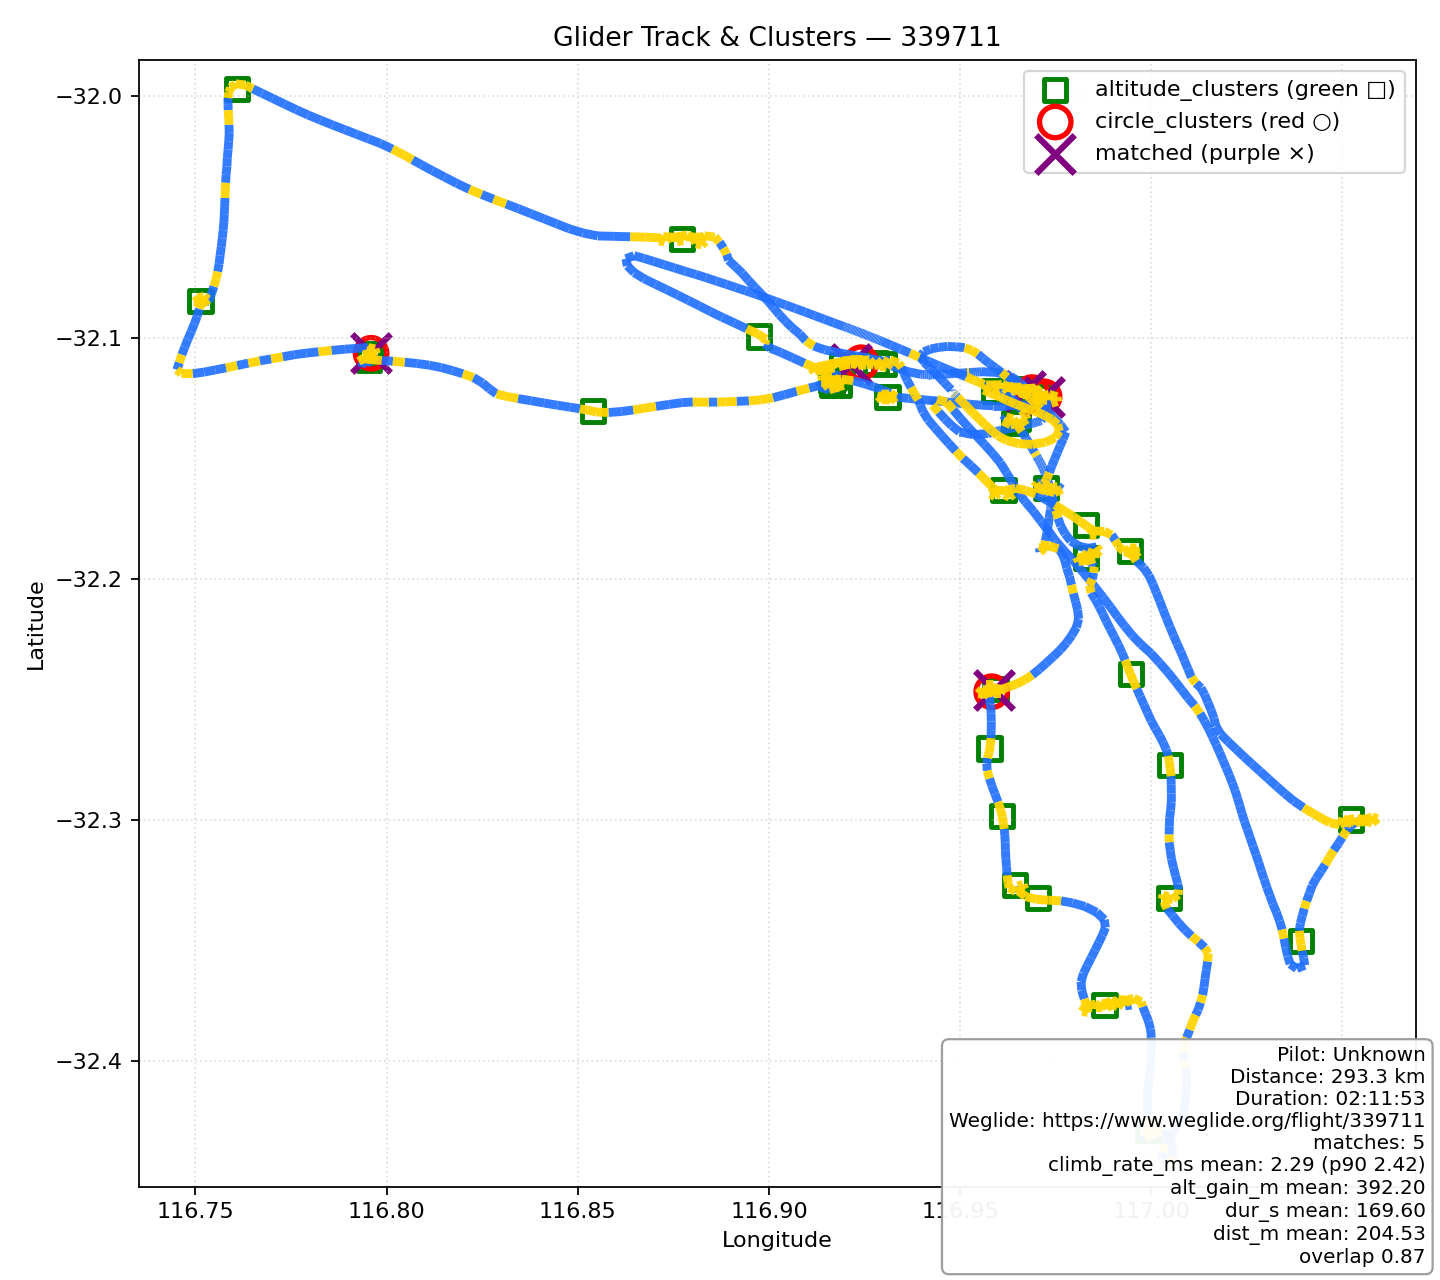 Glider Track & Clusters — 339711
altitude_clusters (green □)
circle_clusters (red ○)
matched (purple ×)
−32.0
−32.1
−32.2
−32.3
−32.4
Latitude
116.75
116.80
116.85
116.90
116.95
117.00
Longitude
Pilot: Unknown
Distance: 293.3 km
Duration: 02:11:53
Weglide: https://www.weglide.org/flight/339711
matches: 5
climb_rate_ms mean: 2.29 (p90 2.42)
alt_gain_m mean: 392.20
dur_s mean: 169.60
dist_m mean: 204.53
overlap 0.87